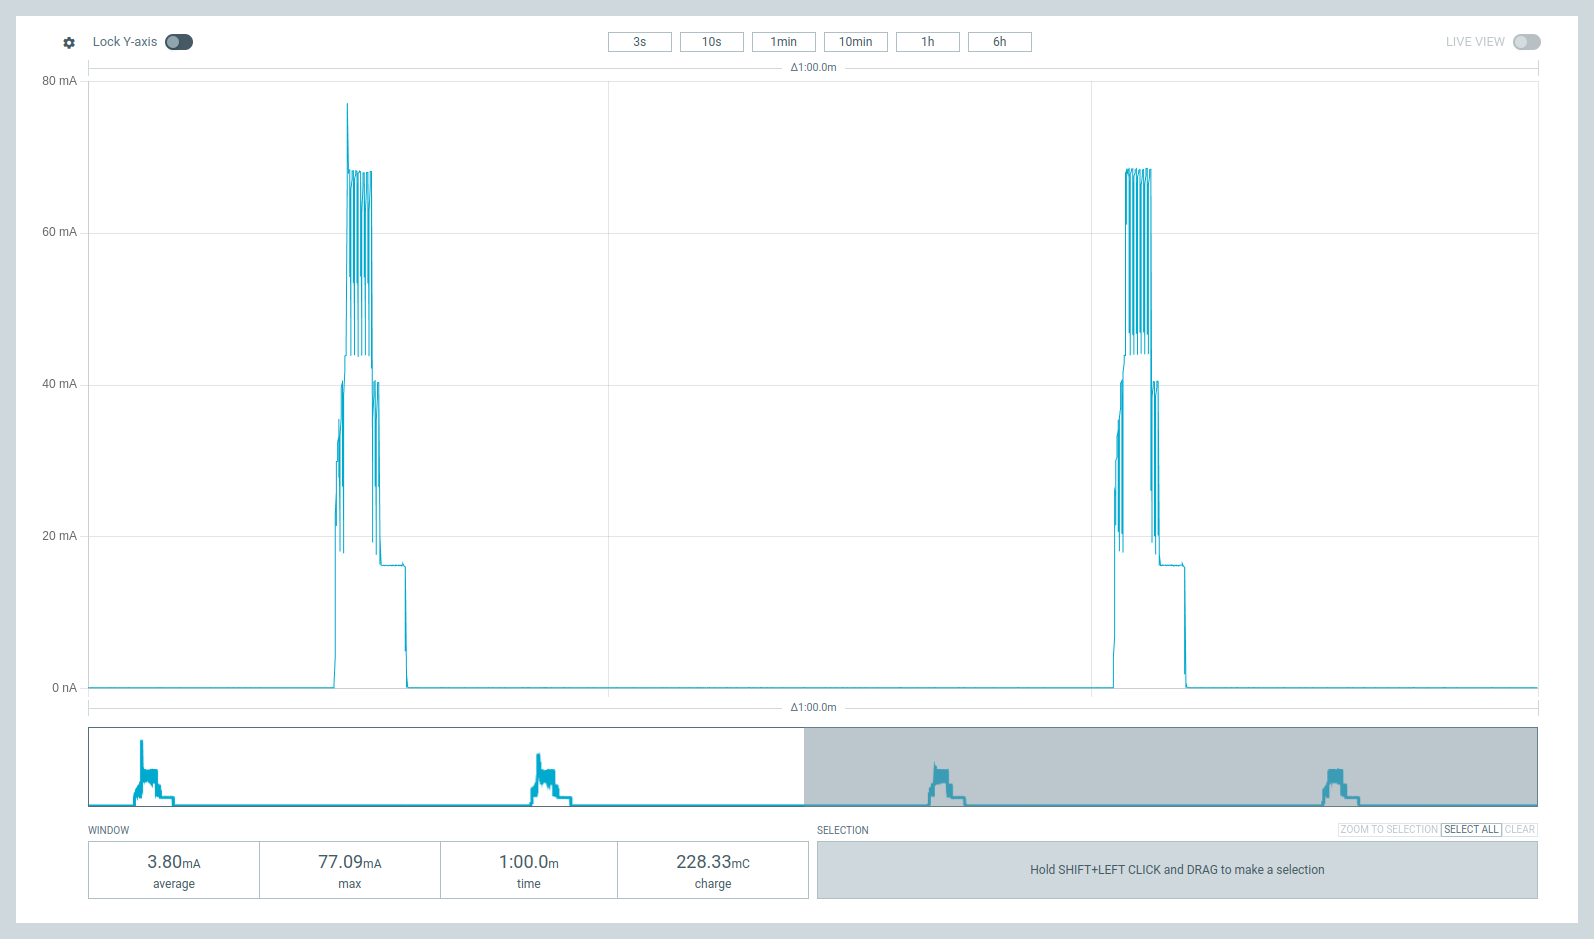 Lock Y-axis
3s 10s 1min 10min 1h 6h
LIVE VIEW
Δ1:00.0m
80 mA
60 mA
40 mA
20 mA
0 nA
Δ1:00.0m
WINDOW
3.80mA
average
77.09mA
max
1:00.0m
time
228.33mC
charge
SELECTION
ZOOM TO SELECTION SELECT ALL CLEAR
Hold SHIFT+LEFT CLICK and DRAG to make a selection